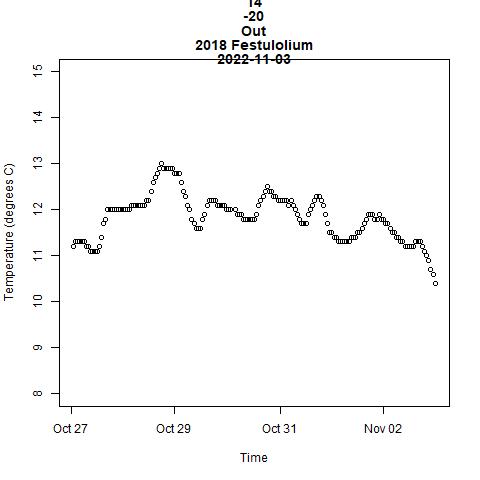 14
-20
Out
2018 Festulolium
2022-11-03
15
14
13
12
11
10
9
8
Temperature (degrees C)
Oct 27
Oct 29
Oct 31
Nov 02
Time